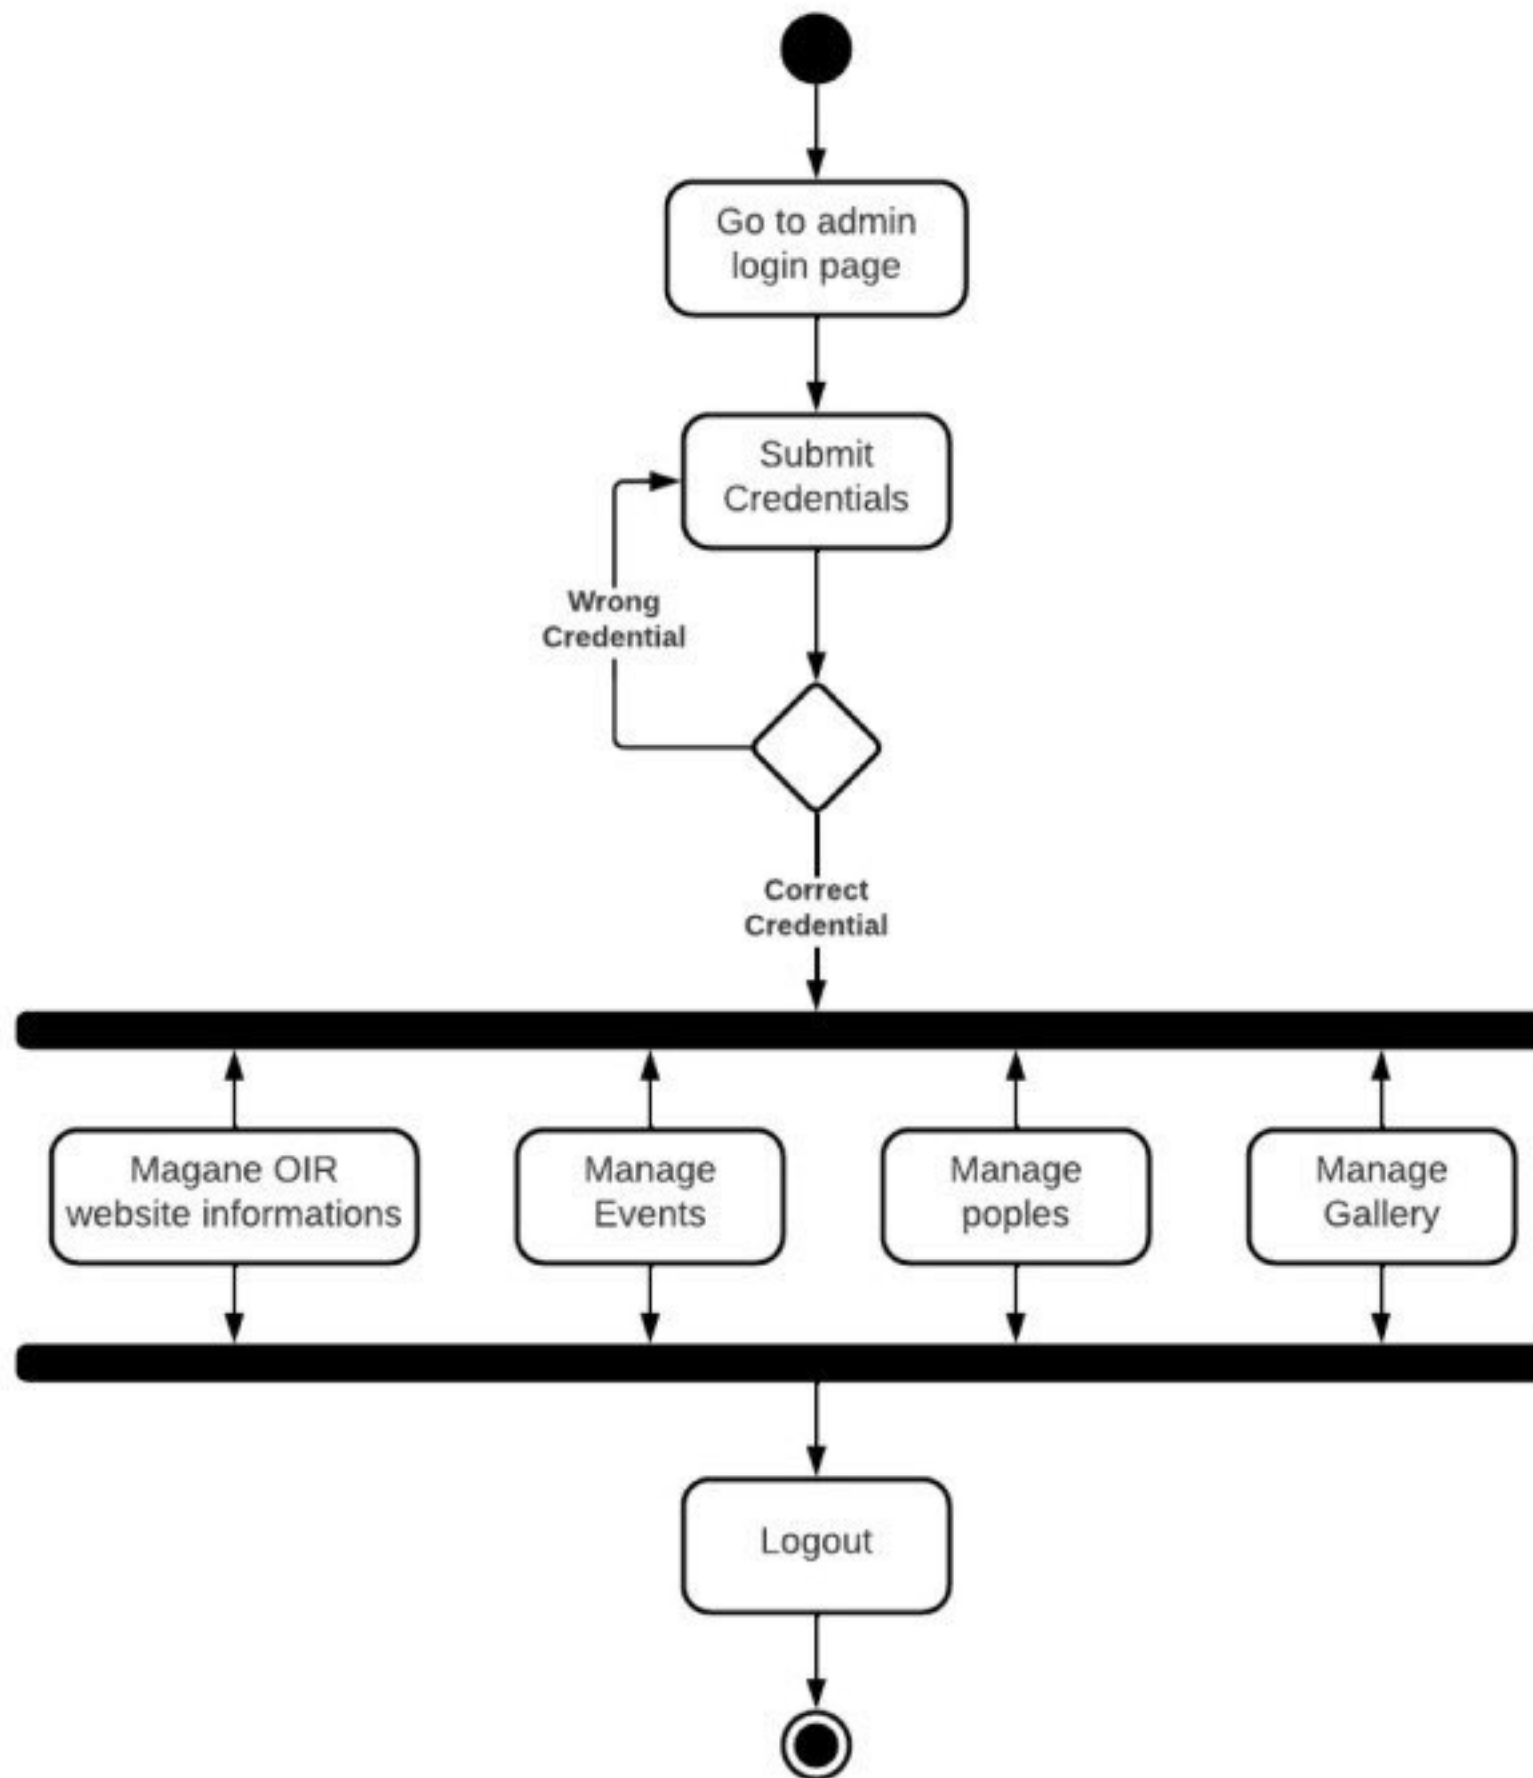 Go to admin
login page
Submit
Credentials
Wrong
Credential
Correct
Credential
Magane OIR
website informations
Manage
Events
Manage
poples
Manage
Gallery
Logout